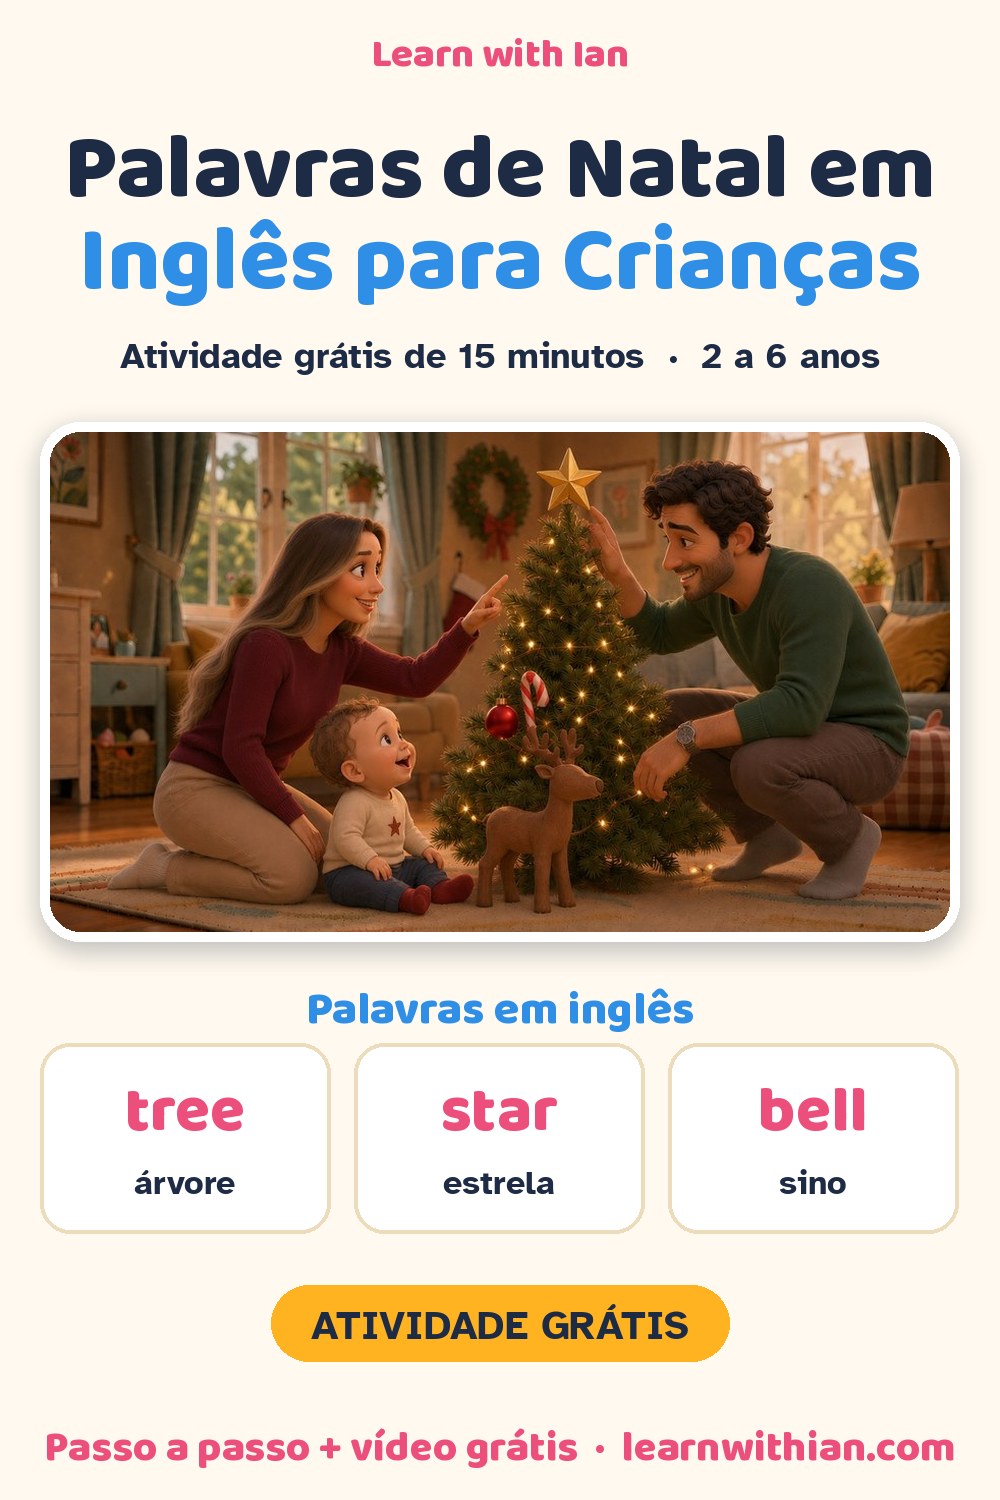 Learn with Ian
Palavras de Natal em
Inglês para Crianças
Atividade grátis de 15 minutos · 2 a 6 anos
Palavras em inglês
tree
árvore
star
estrela
bell
sino
ATIVIDADE GRÁTIS
Passo a passo + vídeo grátis · learnwithian.com